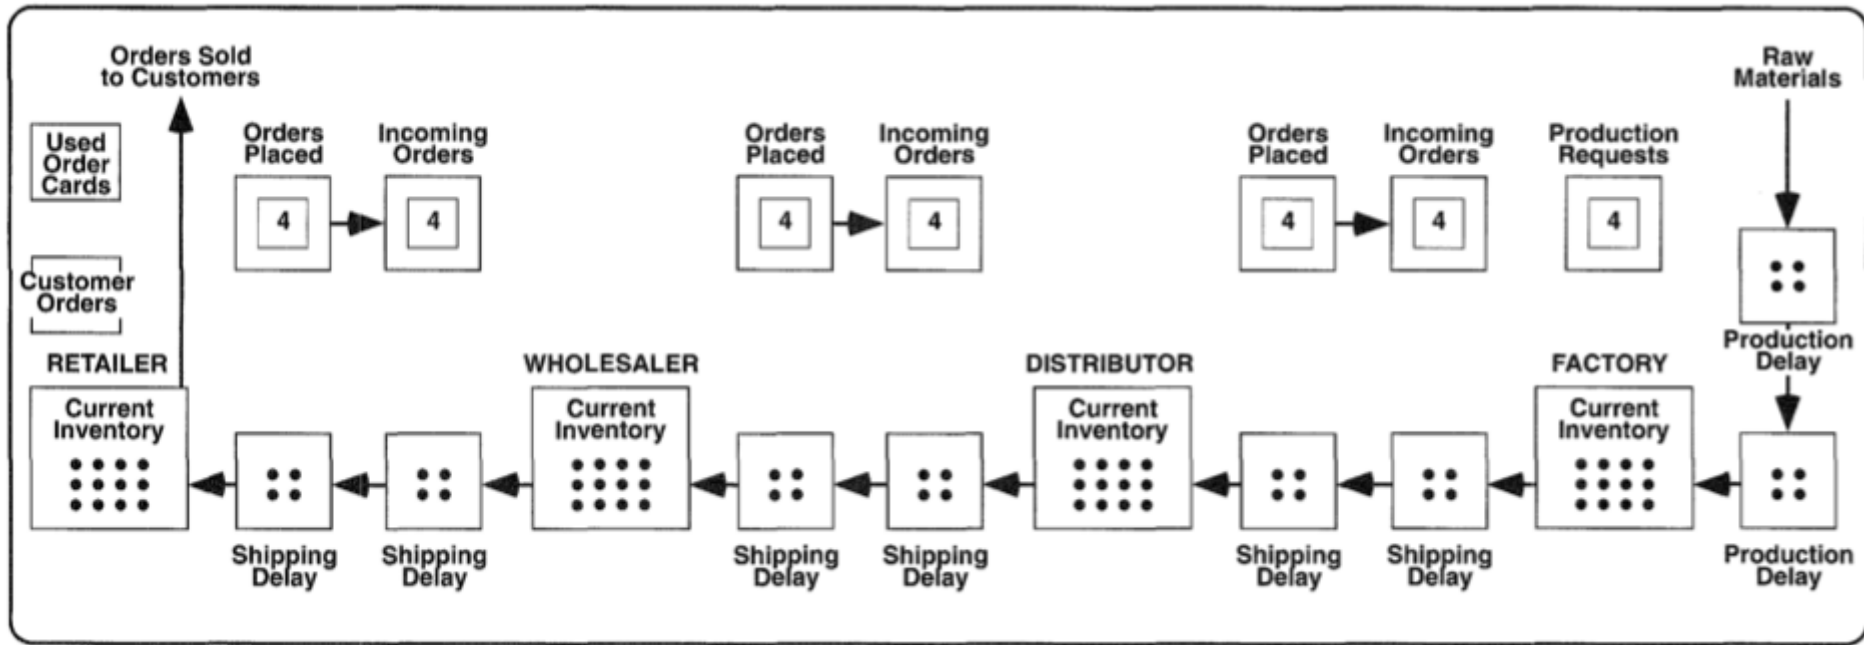 Orders Sold
to Customers
Raw
Materials
Used
Order
Cards
Orders
Placed
Incoming
Orders
Orders
Placed
Incoming
Orders
Orders
Placed
Incoming
Orders
Production
Requests
4
4
4
4
4
4
4
Customer
Orders
Production
Delay
RETAILER
WHOLESALER
DISTRIBUTOR
FACTORY
Current
Inventory
Current
Inventory
Current
Inventory
Current
Inventory
Shipping
Delay
Shipping
Delay
Shipping
Delay
Shipping
Delay
Shipping
Delay
Shipping
Delay
Production
Delay